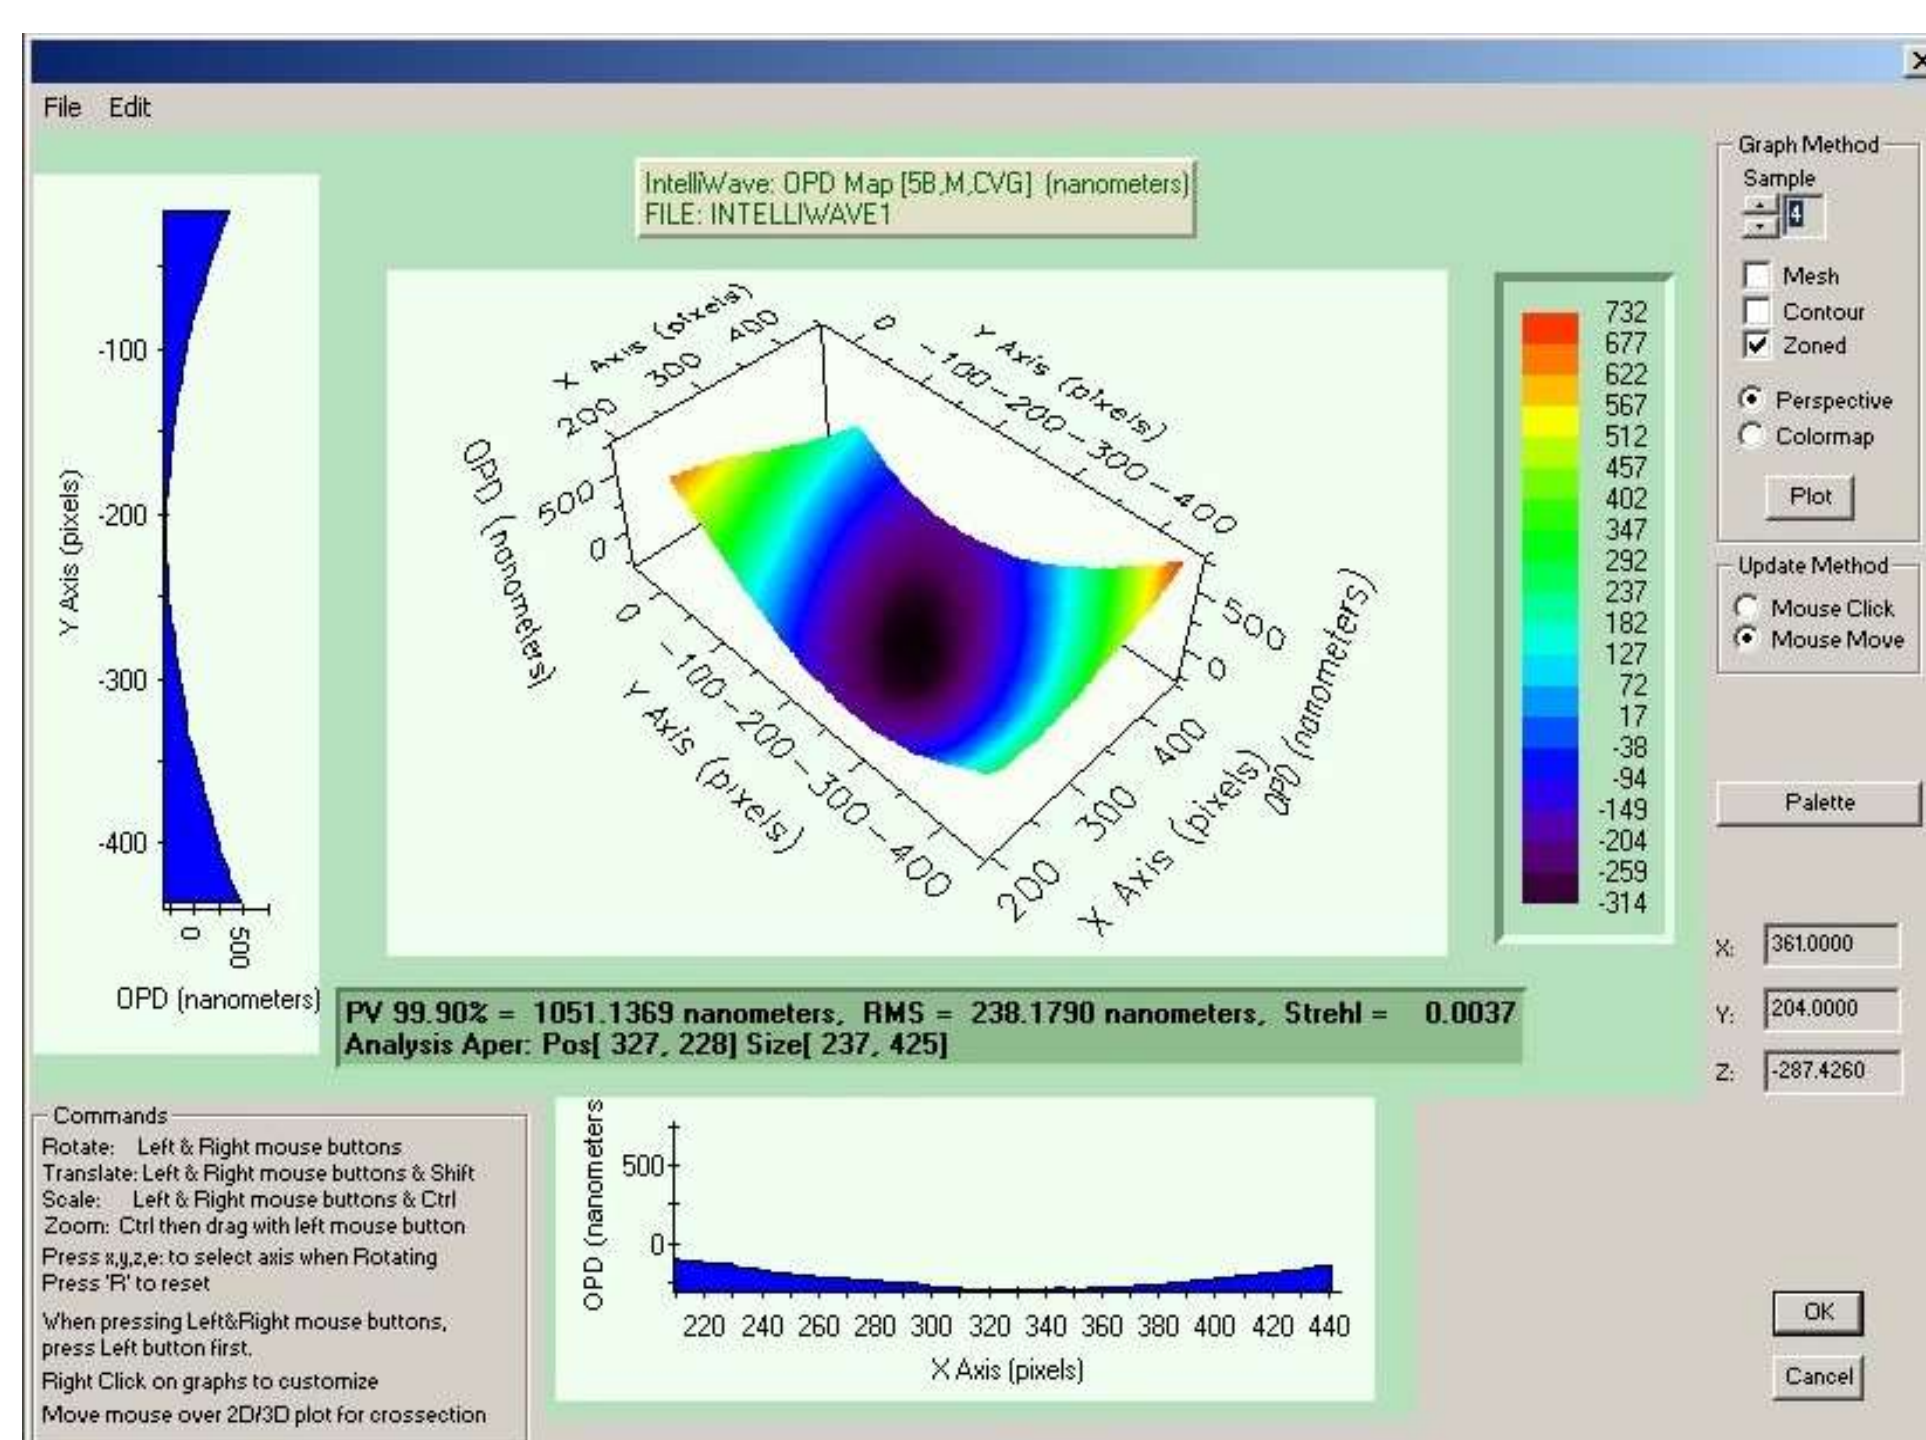 File Edit
IntelliWave: OPD Map [5B,M,CVG] (nanometers)
FILE: INTELLIWAVE1
-100
-200
-300
-400
Y Axis (pixels)
0 500
OPD (nanometers)
X Axis (pixels)
200 300 400
Y Axis (pixels)
0 -100 -200 -300 -400
OPD (nanometers)
500
0
0 -100 -200 -300 -400
Y Axis (pixels)
200 300 400
X Axis (pixels)
500
0
OPD (nanometers)
732
677
622
567
512
457
402
347
292
237
182
127
72
17
-38
-94
-149
-204
-259
-314
Graph Method
Sample
4
Mesh
Contour
Zoned
Perspective
Colormap
Plot
Update Method
Mouse Click
Mouse Move
Palette
X: 361.0000
Y: 204.0000
Z: -287.4260
PV 99.90% = 1051.1369 nanometers, RMS = 238.1790 nanometers, Strehl = 0.0037
Analysis Aper: Pos[ 327, 228] Size[ 237, 425]
Commands
Rotate: Left & Right mouse buttons
Translate: Left & Right mouse buttons & Shift
Scale: Left & Right mouse buttons & Ctrl
Zoom: Ctrl then drag with left mouse button
Press x,y,z,e: to select axis when Rotating
Press 'R' to reset
When pressing Left&Right mouse buttons,
press Left button first.
Right Click on graphs to customize
Move mouse over 2D/3D plot for crossection
OPD (nanometers
500
0
220 240 260 280 300 320 340 360 380 400 420 440
X Axis (pixels)
OK
Cancel